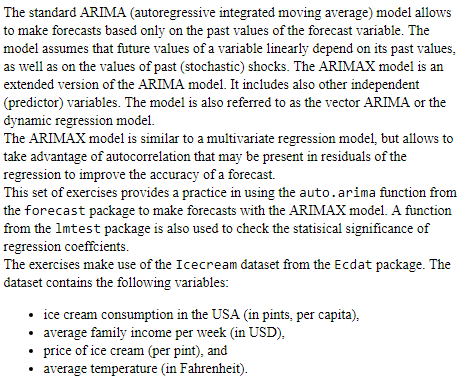 The standard ARIMA (autoregressive integrated moving average) model allows
to make forecasts based only on the past values of the forecast variable. The
model assumes that future values of a variable linearly depend on its past values,
as well as on the values of past (stochastic) shocks. The ARIMAX model is an
extended version of the ARIMA model. It includes also other independent
(predictor) variables. The model is also referred to as the vector ARIMA or the
dynamic regression model.
The ARIMAX model is similar to a multivariate regression model, but allows to
take advantage of autocorrelation that may be present in residuals of the
regression to improve the accuracy of a forecast.
This set of exercises provides a practice in using the auto.arima function from
the forecast package to make forecasts with the ARIMAX model. A function
from the lmtest package is also used to check the statisical significance of
regression coeffcients.
The exercises make use of the Icecream dataset from the Ecdat package. The
dataset contains the following variables:
• ice cream consumption in the USA (in pints, per capita),
• average family income per week (in USD),
• price of ice cream (per pint), and
• average temperature (in Fahrenheit).